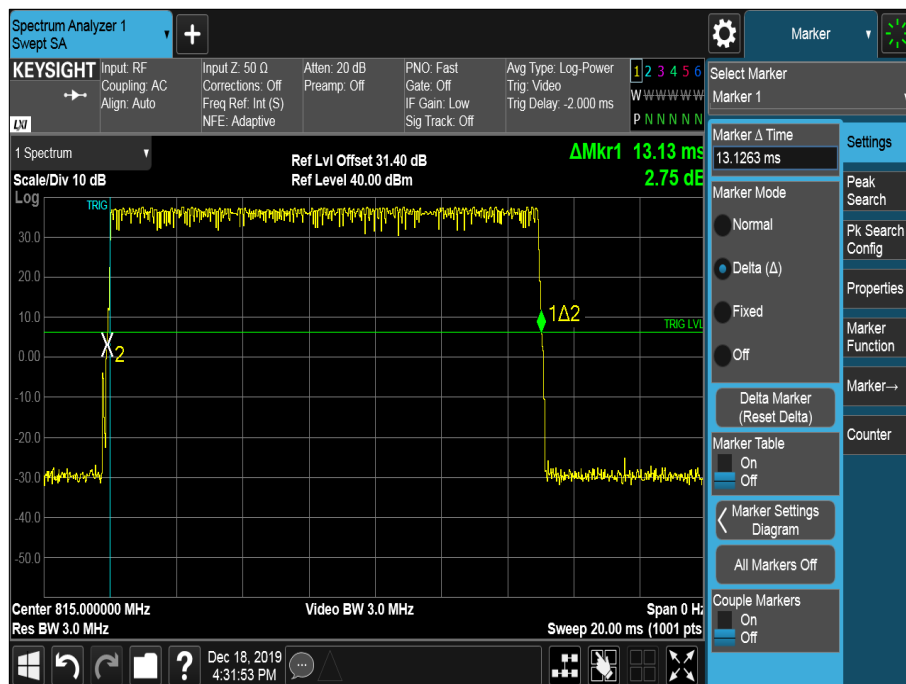 Spectrum Analyzer 1
Swept SA
Marker
KEYSIGHT
LXI
Input: RF
Coupling: AC
Align: Auto
Input Z: 50 Ω
Corrections: Off
Freq Ref: Int (S)
NFE: Adaptive
Atten: 20 dB
Preamp: Off
PNO: Fast
Gate: Off
IF Gain: Low
Sig Track: Off
Avg Type: Log-Power
Trig: Video
Trig Delay: -2.000 ms
1 2 3 4 5 6
W W W W W W
P N N N N N
Select Marker
Marker 1
1 Spectrum
Scale/Div 10 dB
Ref Lvl Offset 31.40 dB
Ref Level 40.00 dBm
ΔMkr1 13.13 ms
2.75 dB
Log
TRIG
30.0
20.0
10.0
0.00
-10.0
-20.0
-30.0
-40.0
-50.0
2
1Δ2
TRIG LVL
Center 815.000000 MHz
Res BW 3.0 MHz
Video BW 3.0 MHz
Span 0 Hz
Sweep 20.00 ms (1001 pts
Marker Δ Time
13.1263 ms
Marker Mode
Normal
Delta (Δ)
Fixed
Off
Delta Marker
(Reset Delta)
Marker Table
On
Off
Marker Settings
Diagram
All Markers Off
Couple Markers
On
Off
Settings
Peak
Search
Pk Search
Config
Properties
Marker
Function
Marker→
Counter
?
Dec 18, 2019
4:31:53 PM